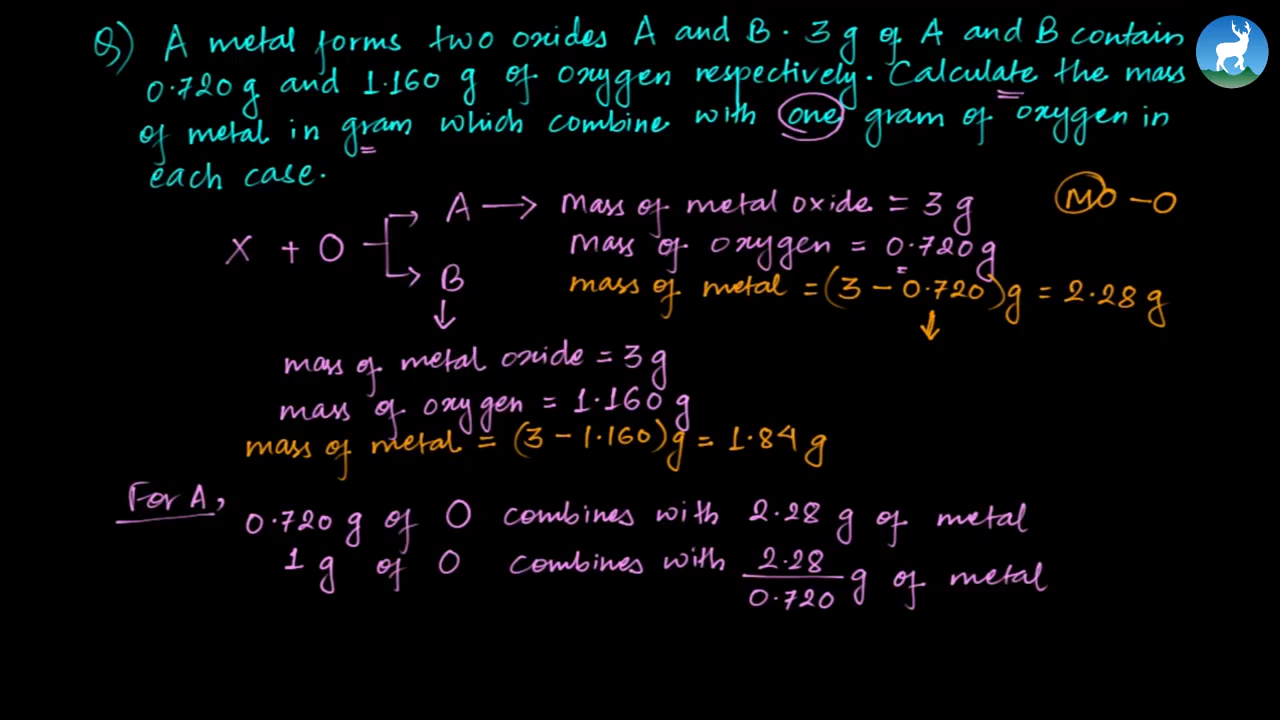 Q) A metal forms two oxides A and B. 3 g of A and B contain
0.720 g and 1.160 g of oxygen respectively. Calculate the mass
of metal in gram which combine with one gram of oxygen in
each case.
X + O
A → mass of metal oxide = 3 g
MO - O
mass of oxygen = 0.720 g
mass of metal = (3 - 0.720) g = 2.28 g
B
mass of metal oxide = 3 g
mass of oxygen = 1.160 g
mass of metal = (3 - 1.160) g = 1.84 g
For A,
0.720 g of O combines with 2.28 g of metal
1 g of O combines with 2.28/0.720 g of metal